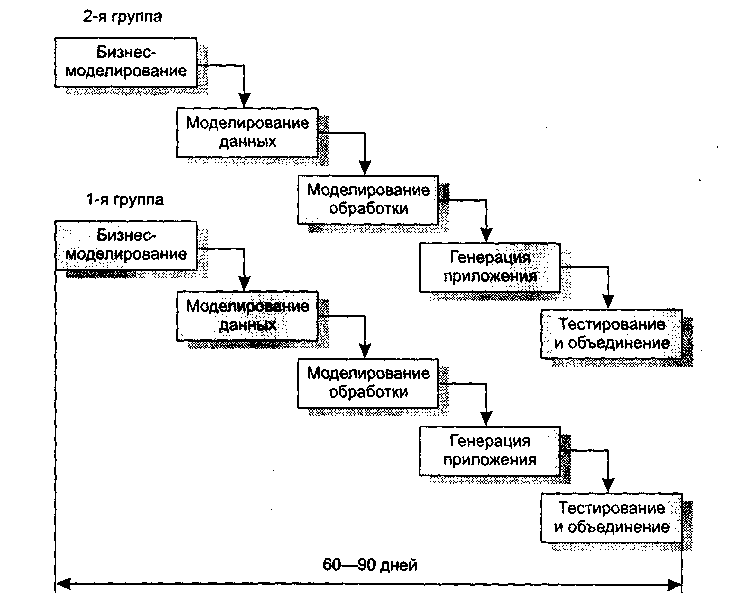 2-я группа
Бизнес-
моделирование
Моделирование
данных
Моделирование
обработки
Генерация
приложения
Тестирование
и объединение
1-я группа
Бизнес-
моделирование
Моделирование
данных
Моделирование
обработки
Генерация
приложения
Тестирование
и объединение
60—90 дней